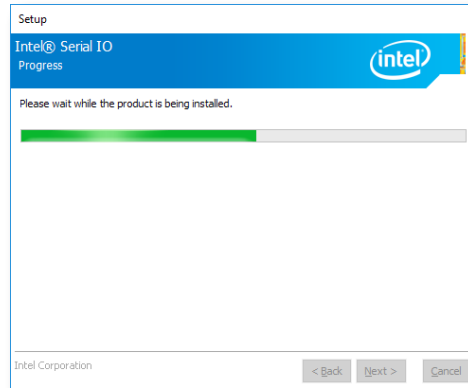 Setup
Intel® Serial IO
Progress
intel
Please wait while the product is being installed.
Intel Corporation
< Back Next > Cancel